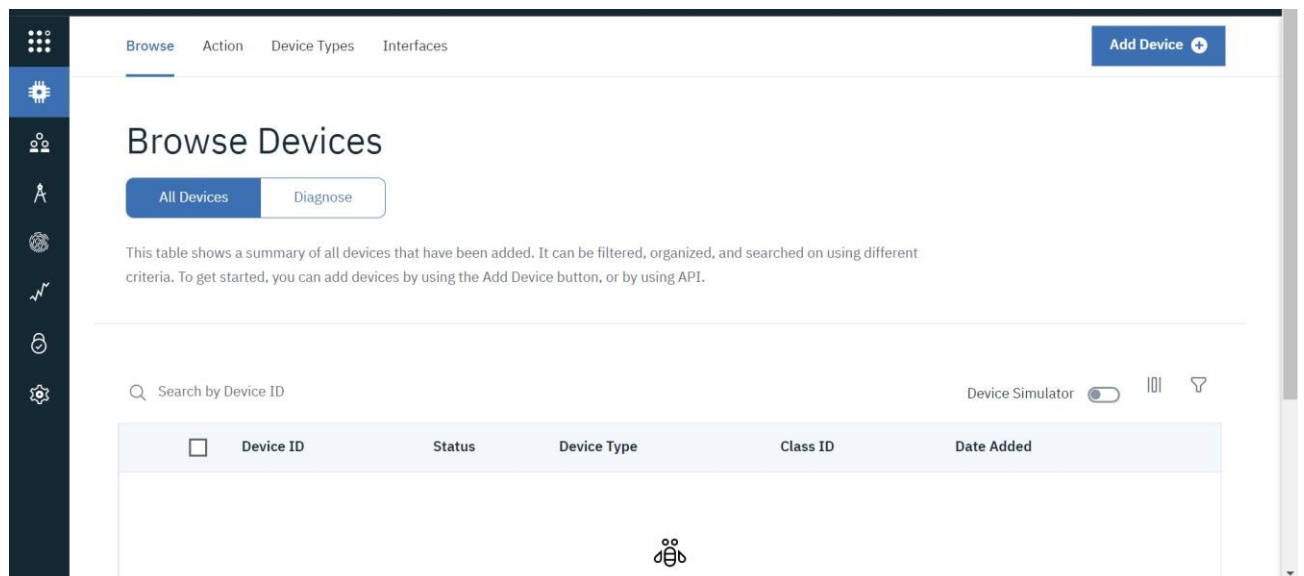 Browse Action Device Types Interfaces Add Device
Browse Devices
All Devices Diagnose
This table shows a summary of all devices that have been added. It can be filtered, organized, and searched on using different
criteria. To get started, you can add devices by using the Add Device button, or by using API.
Search by Device ID Device Simulator
Device ID Status Device Type Class ID Date Added